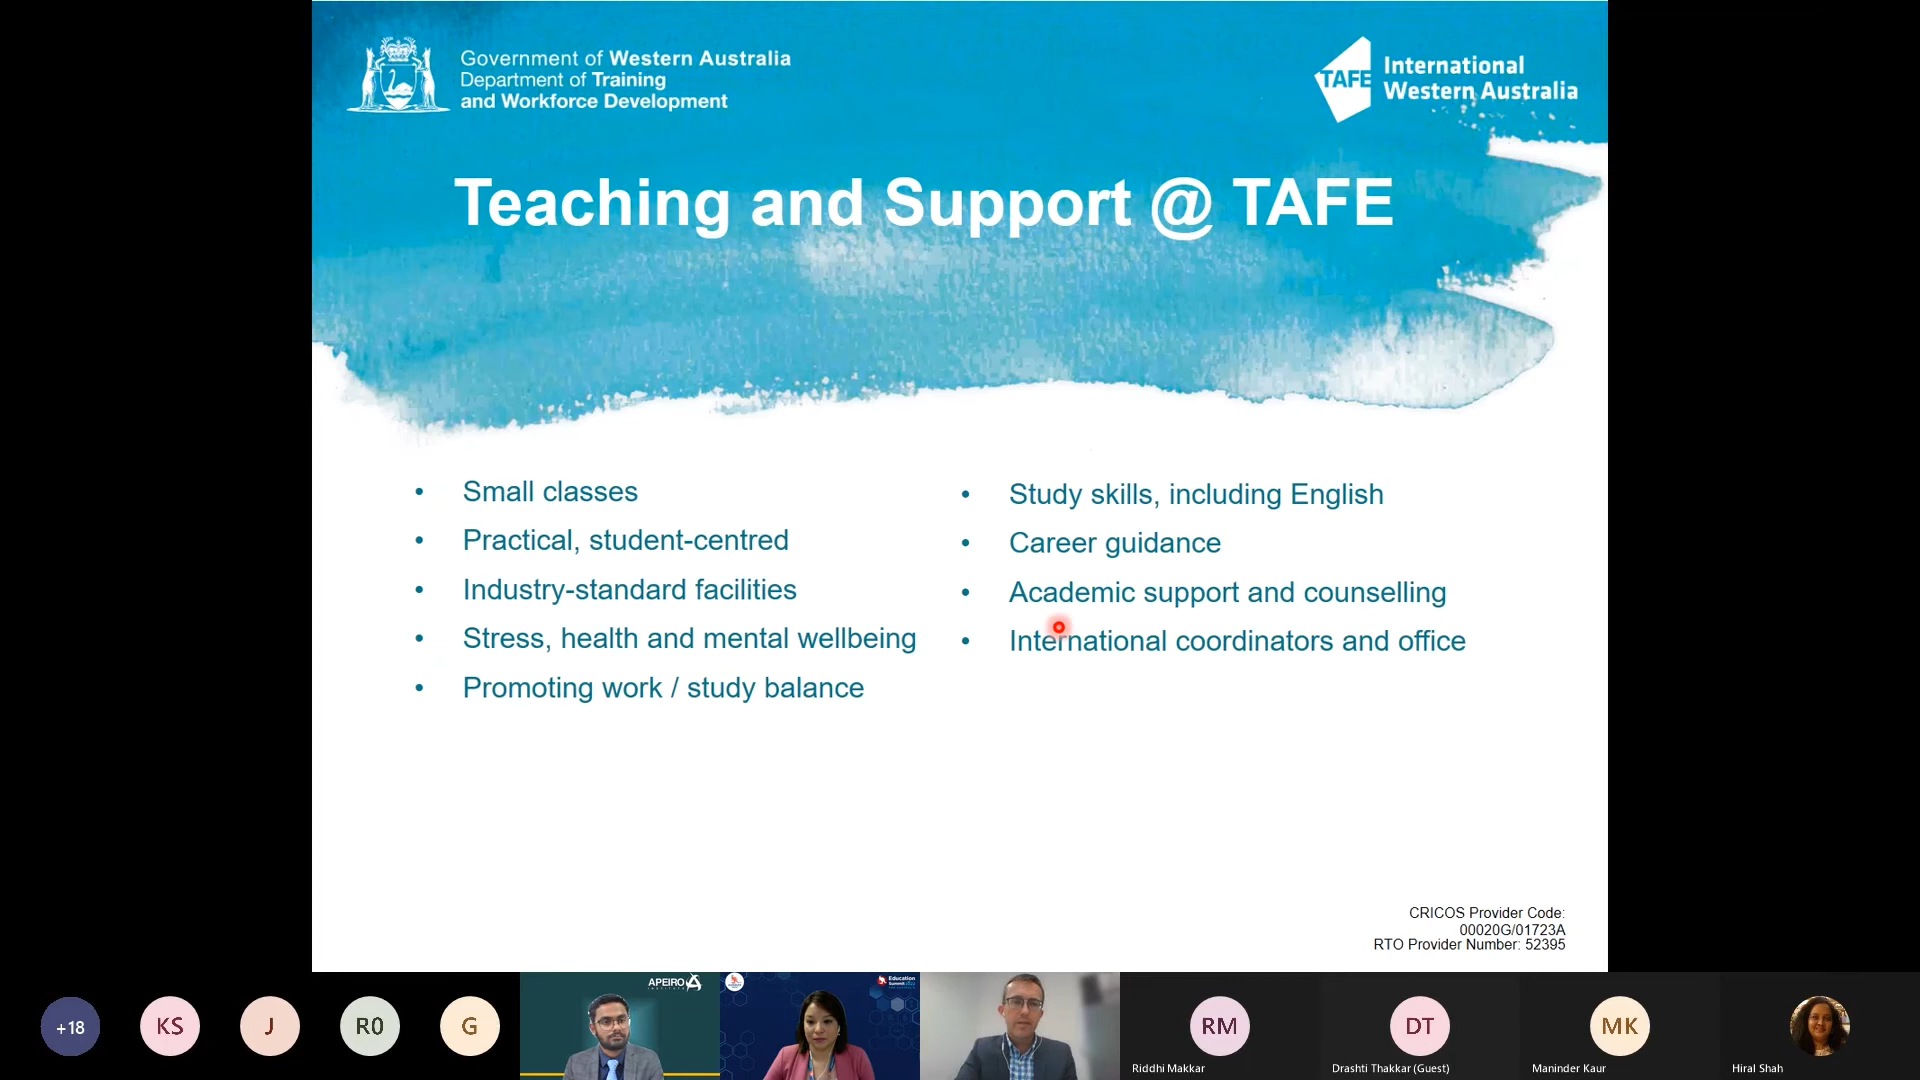 Government of Western Australia
Department of Training
and Workforce Development
TAFE
International
Western Australia
Teaching and Support @ TAFE
• Small classes
• Practical, student-centred
• Industry-standard facilities
• Stress, health and mental wellbeing
• Promoting work / study balance
• Study skills, including English
• Career guidance
• Academic support and counselling
• International coordinators and office
CRICOS Provider Code:
00020G/01723A
RTO Provider Number: 52395
+18
KS
J
R0
G
APEIRO
Education
Summit
RM
Riddhi Makkar
DT
Drashti Thakkar (Guest)
MK
Maninder Kaur
Hiral Shah